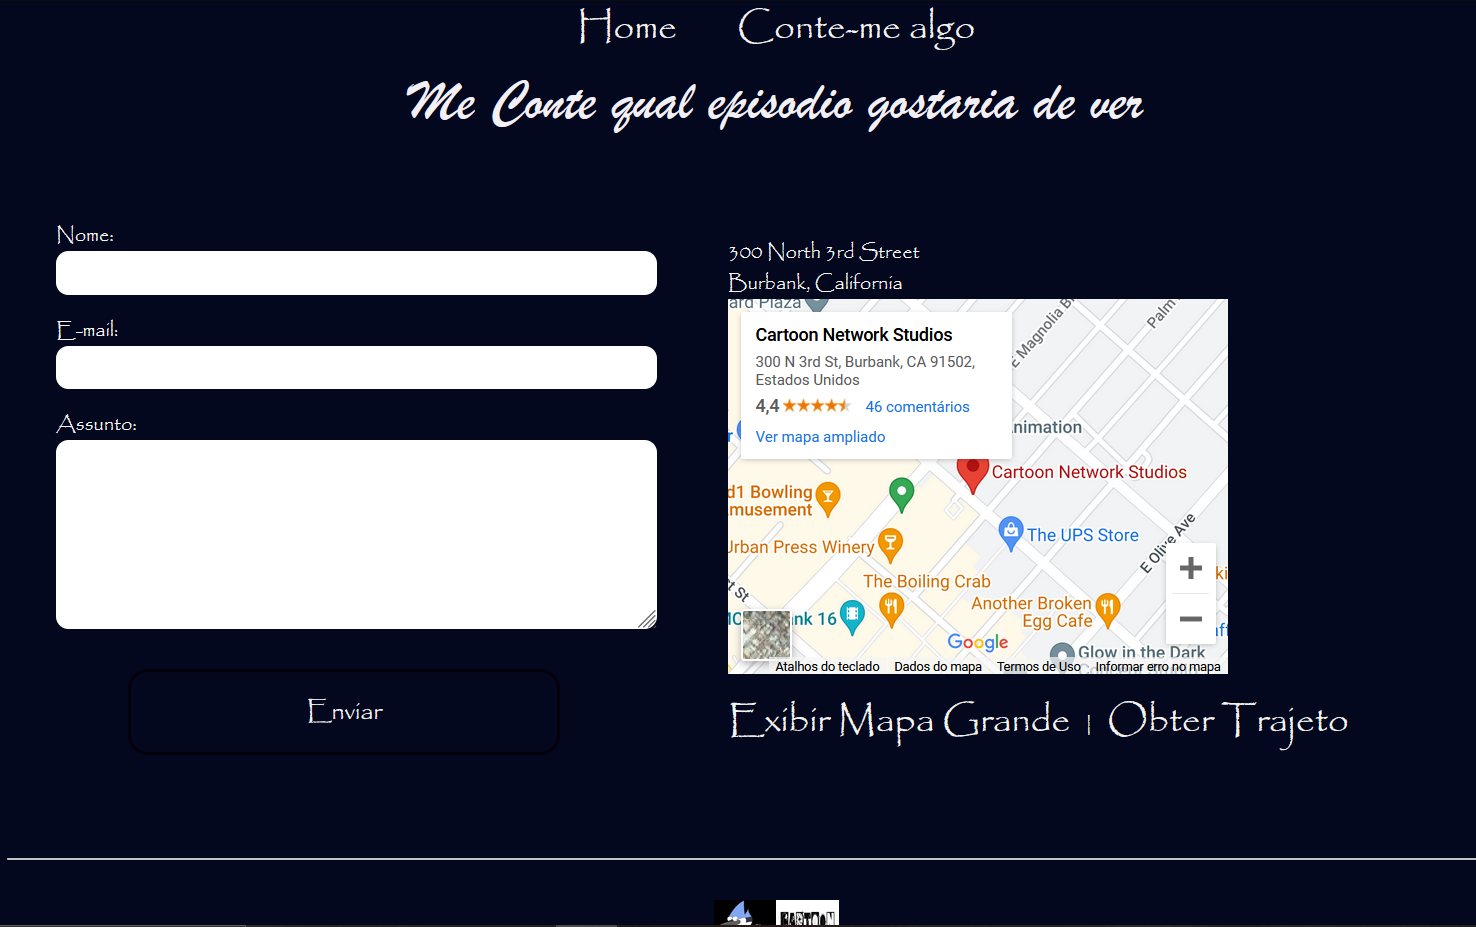 Home Conte-me algo
Me Conte qual episodio gostaria de ver
Nome:
E-mail:
Assunto:
Enviar
300 North 3rd Street
Burbank, California
ard Plaza
Cartoon Network Studios
300 N 3rd St, Burbank, CA 91502,
Estados Unidos
4,4 46 comentários
Ver mapa ampliado
E Magnolia B
Palm
Animation
Cartoon Network Studios
d1 Bowling
musement
The UPS Store
Urban Press Winery
E Olive Ave
The Boiling Crab
Another Broken
Egg Cafe
nk 16
Google
Glow in the Dark
Atalhos do teclado Dados do mapa Termos de Uso Informar erro no mapa
Exibir Mapa Grande | Obter Trajeto
CARTOON